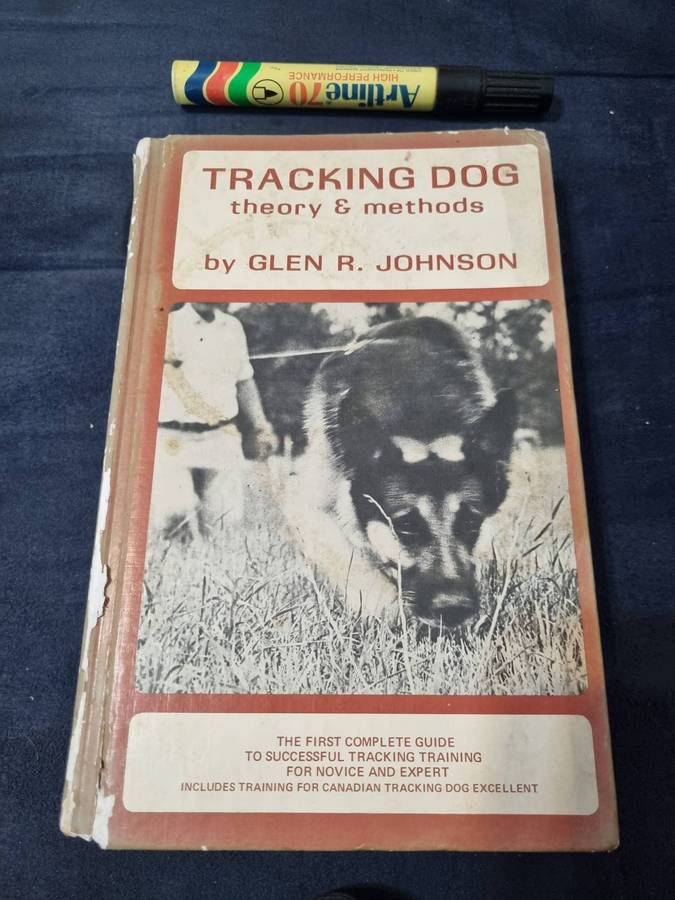 Artline 70
HIGH PERFORMANCE
TRACKING DOG
theory & methods
by GLEN R. JOHNSON
THE FIRST COMPLETE GUIDE
TO SUCCESSFUL TRACKING TRAINING
FOR NOVICE AND EXPERT
INCLUDES TRAINING FOR CANADIAN TRACKING DOG EXCELLENT